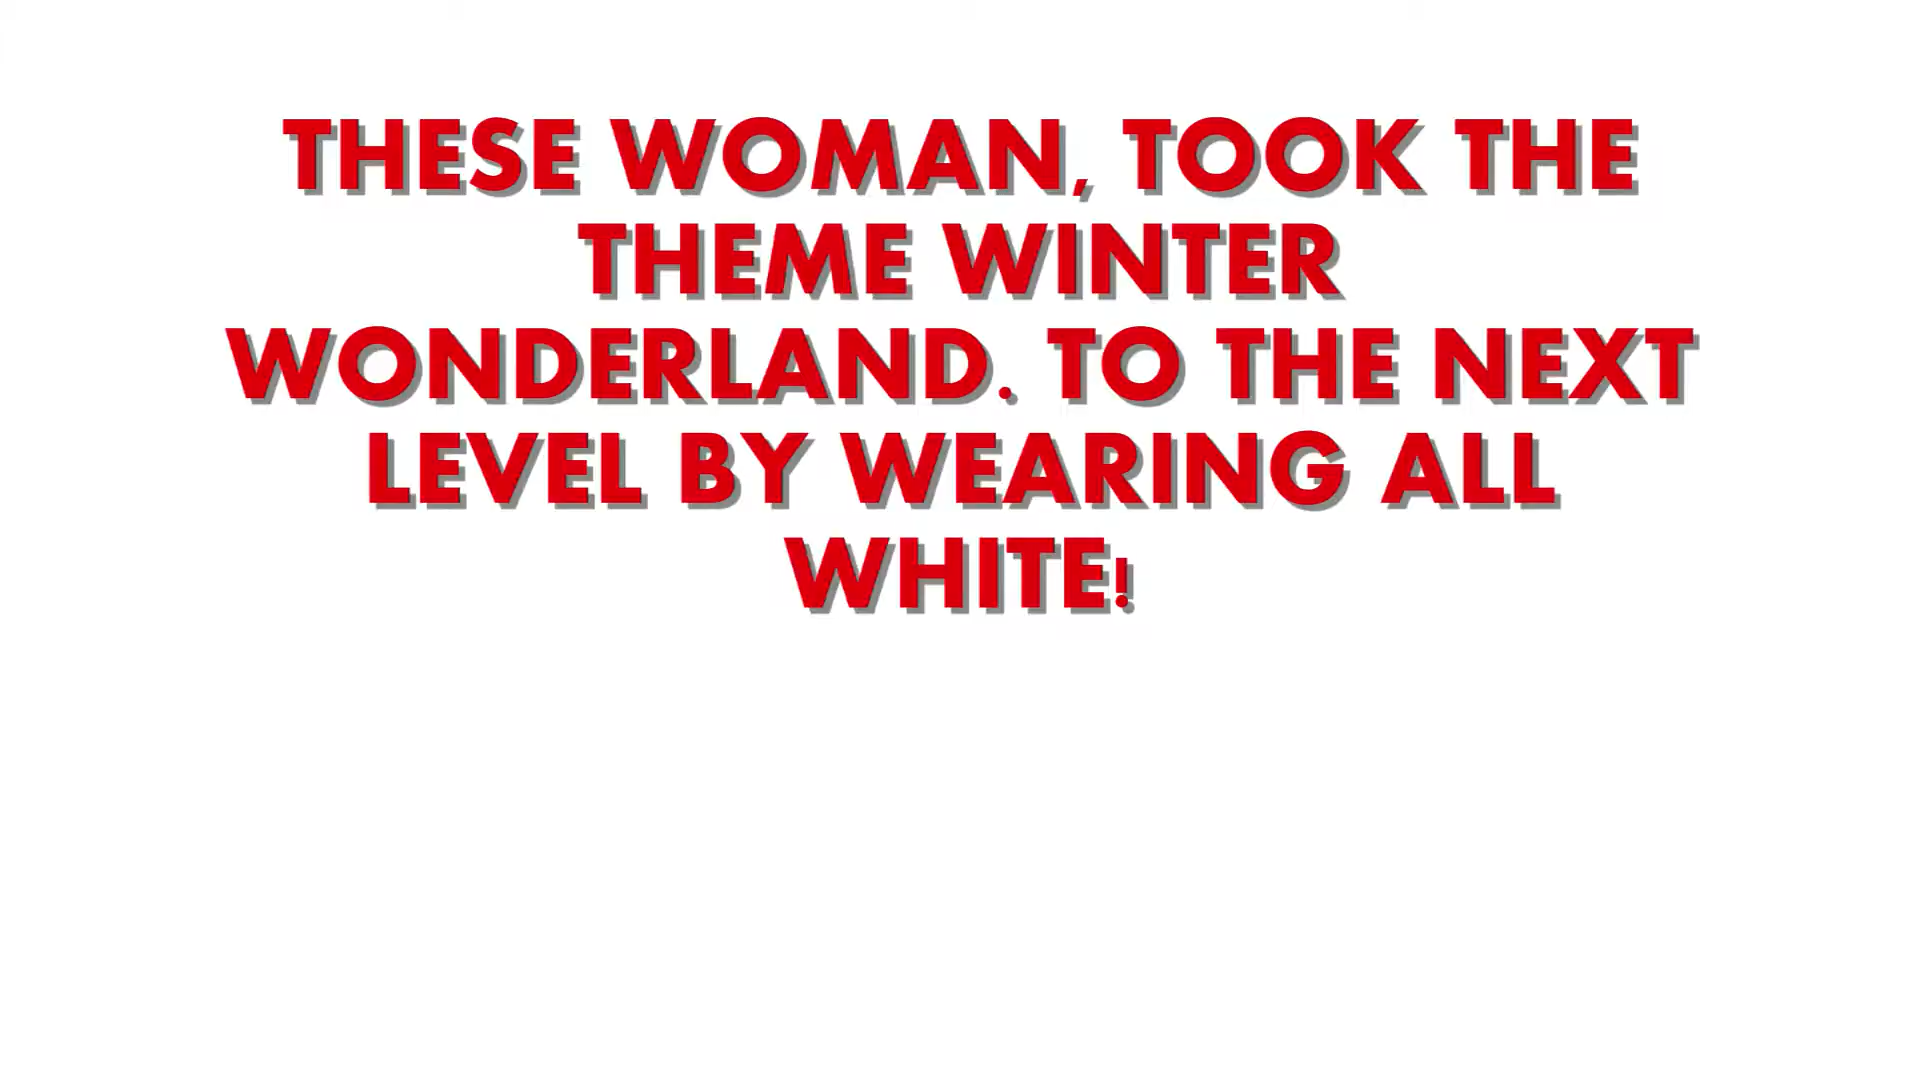 THESE WOMAN, TOOK THE
THEME WINTER
WONDERLAND. TO THE NEXT
LEVEL BY WEARING ALL
WHITE!